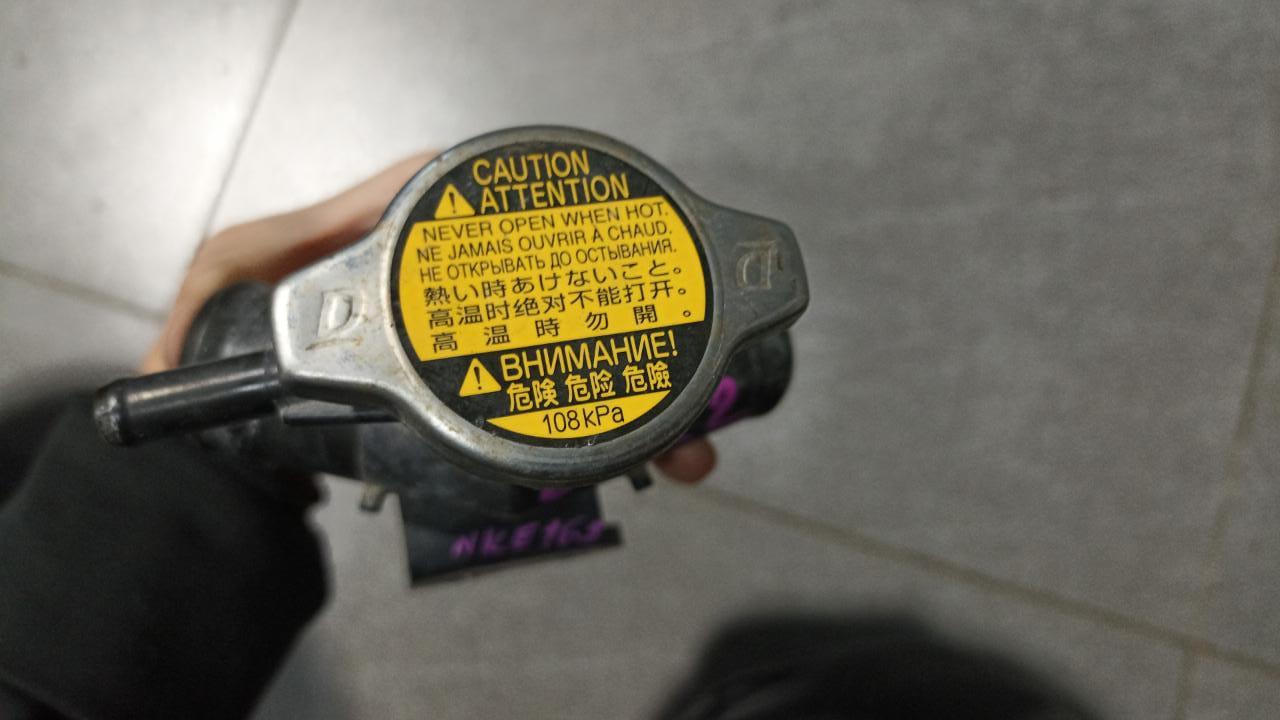 CAUTION
ATTENTION
NEVER OPEN WHEN HOT.
NE JAMAIS OUVRIR À CHAUD.
НЕ ОТКРЫВАТЬ ДО ОСТЫВАНИЯ.
熱い時あけないこと。
高温时绝对不能打开。
高温時勿開。
ВНИМАНИЕ!
危険 危险 危險
108kPa
D
D